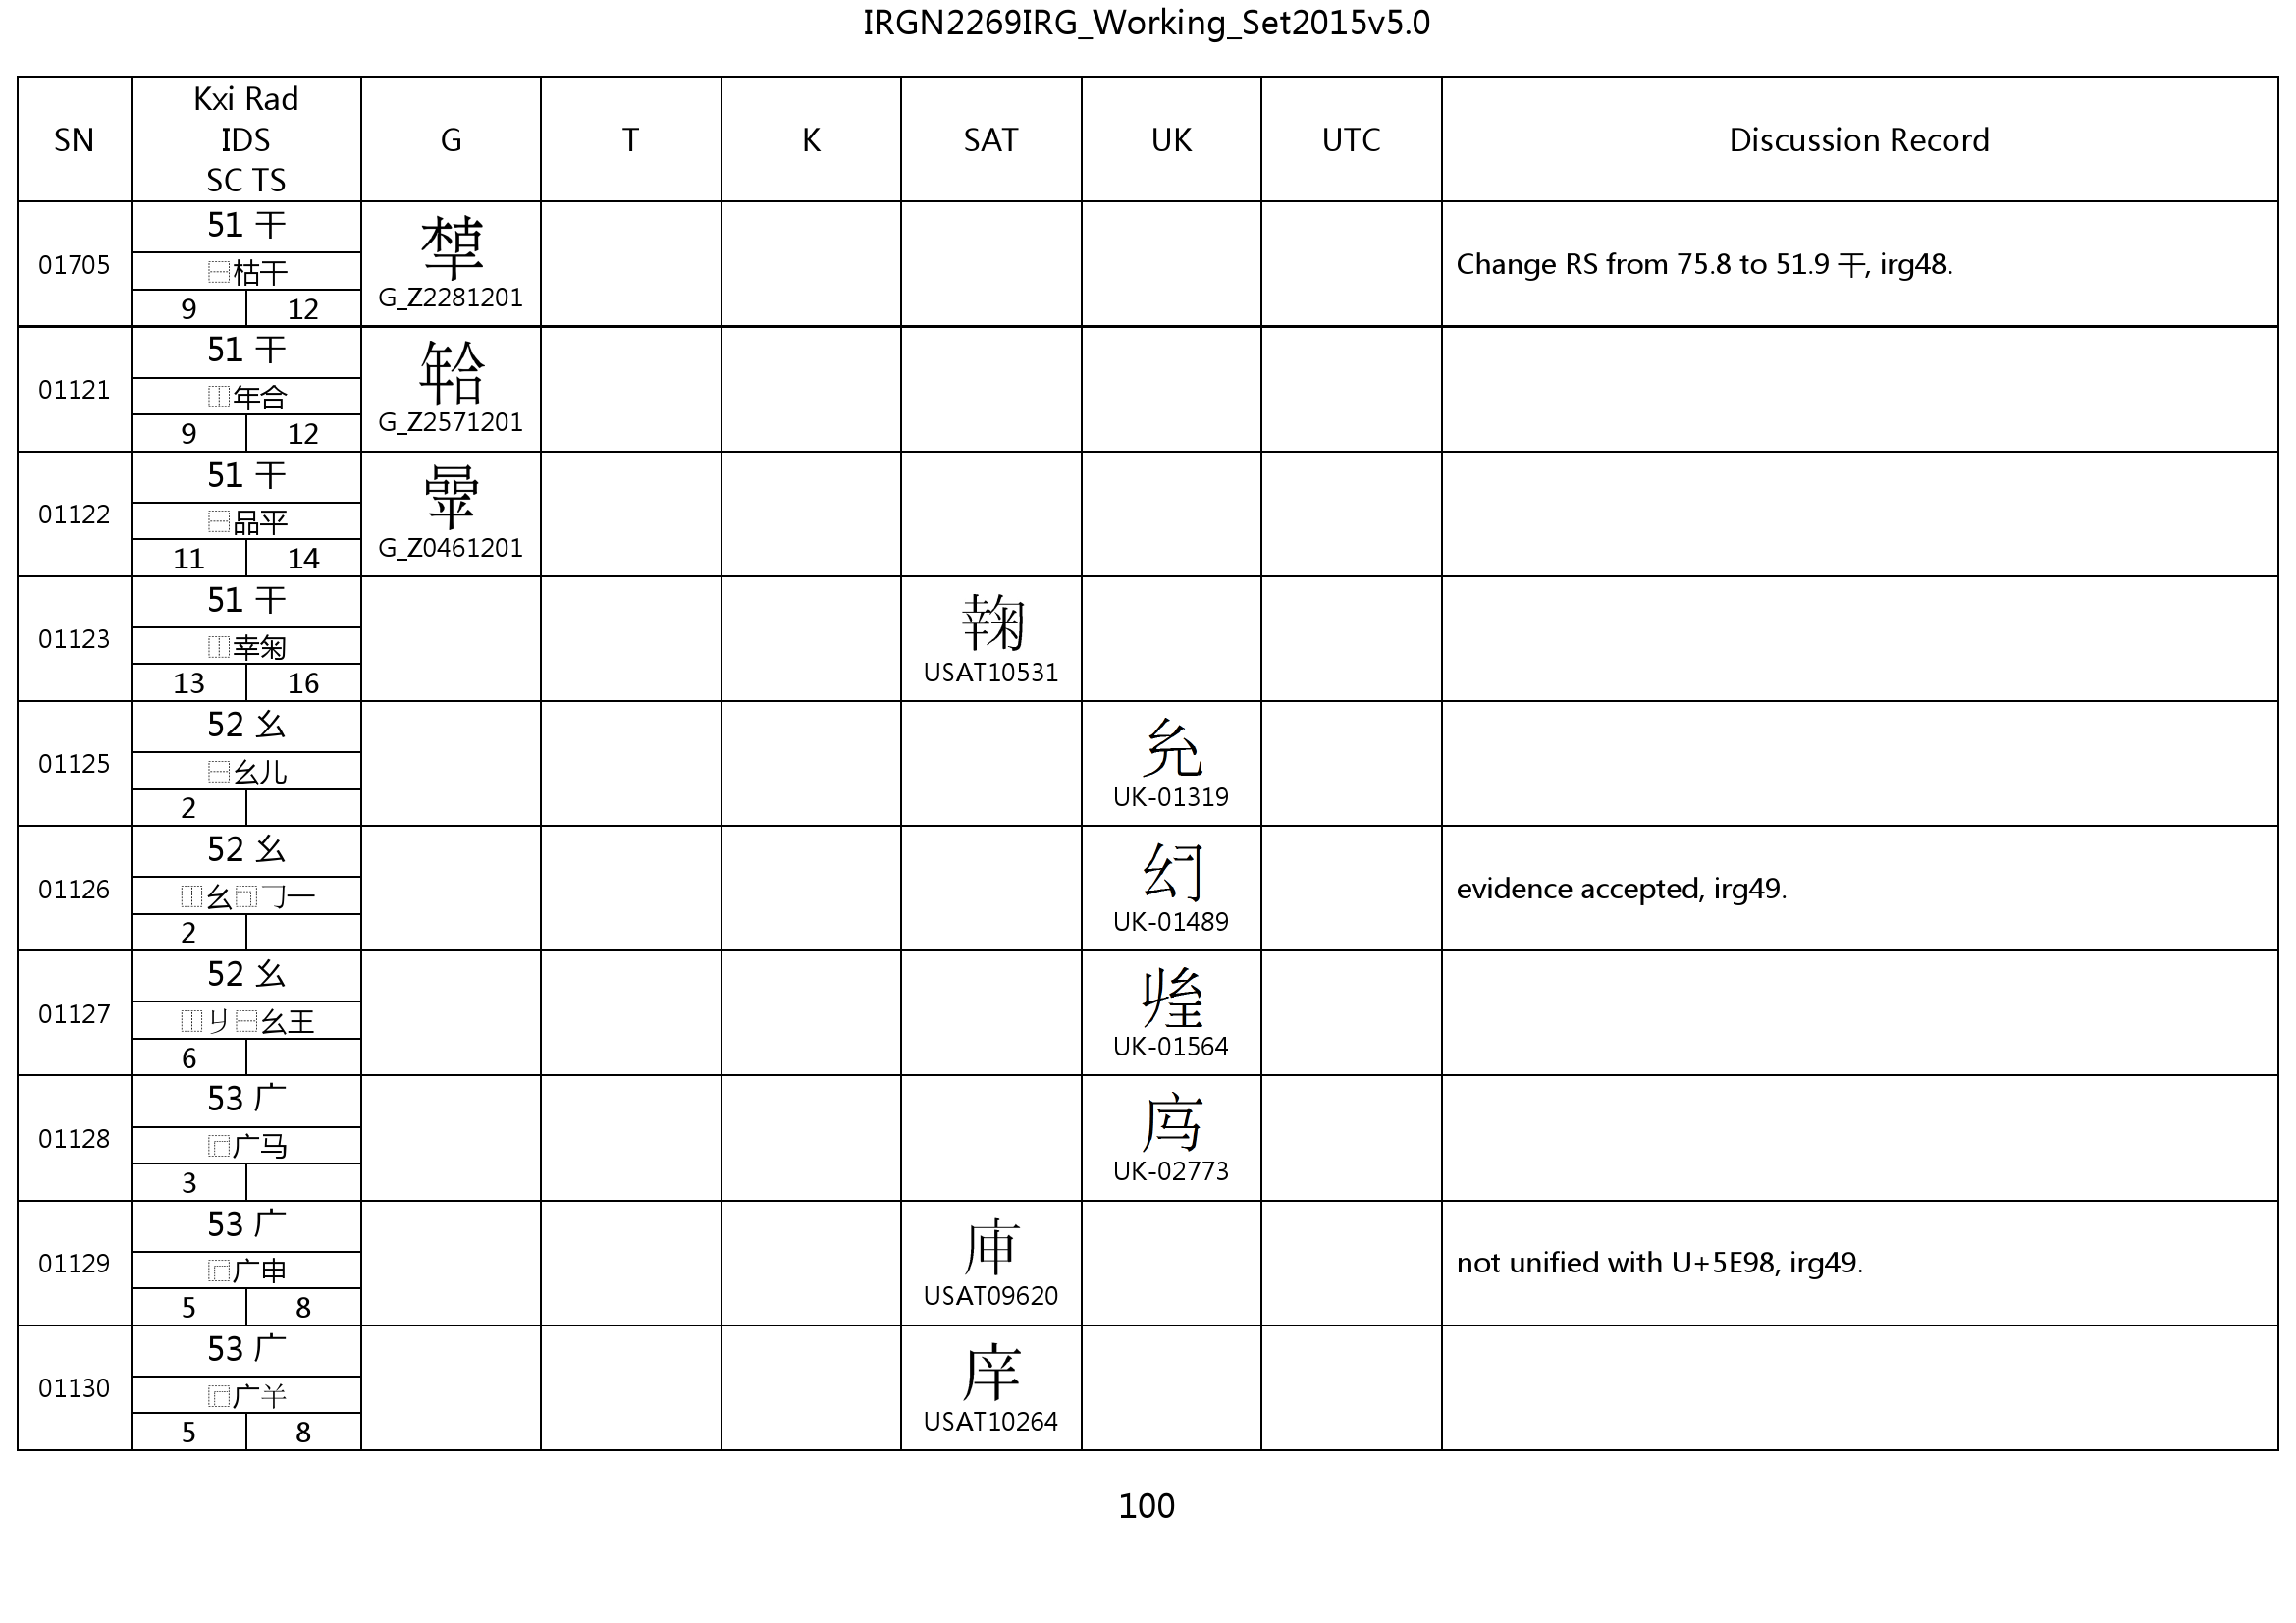 IRGN2269IRG_Working_Set2015v5.0
SN Kxi Rad IDS SC TS G T K SAT UK UTC Discussion Record
01705
51 干
⿱枯干
9 12
G_Z2281201
Change RS from 75.8 to 51.9 干, irg48.
01121
51 干
⿰年合
9 12
G_Z2571201
01122
51 干
⿱品平
11 14
G_Z0461201
01123
51 干
⿰幸匊
13 16
USAT10531
01125
52 幺
⿱幺儿
2
UK-01319
01126
52 幺
⿰幺⿹𠃌一
2
UK-01489
evidence accepted, irg49.
01127
52 幺
⿰丩⿱幺王
6
UK-01564
01128
53 广
⿸广马
3
UK-02773
01129
53 广
⿸广申
5 8
USAT09620
not unified with U+5E98, irg49.
01130
53 广
⿸广𦍌
5 8
USAT10264
100